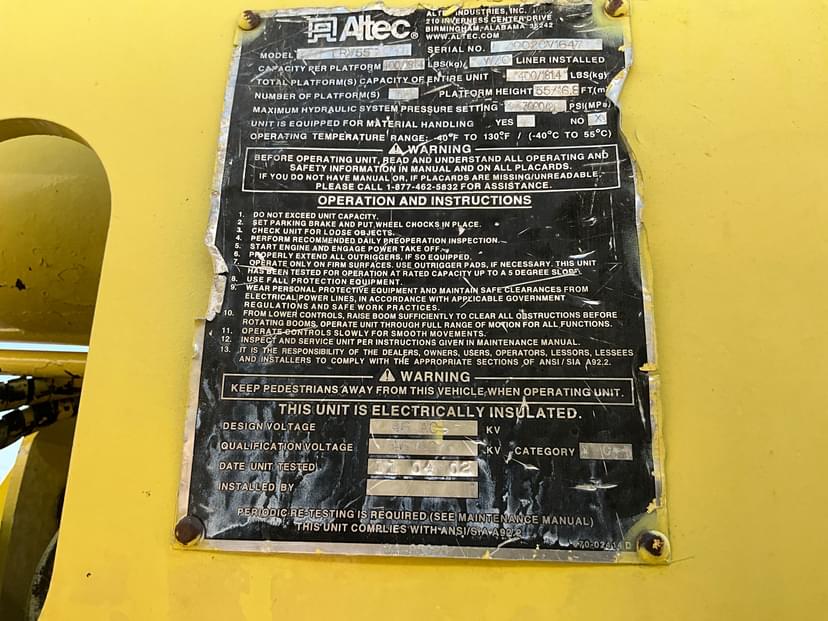 Altec®
ALTEC INDUSTRIES, INC.
210 INVERNESS CENTER DRIVE
BIRMINGHAM, ALABAMA 35242
WWW.ALTEC.COM
MODEL SERIAL NO.
CAPACITY PER PLATFORM 400/181.4 LBS(kg) W/O LINER INSTALLED
TOTAL PLATFORM(S) CAPACITY OF ENTIRE UNIT 400/181.4 LBS(kg)
NUMBER OF PLATFORM(S) PLATFORM HEIGHT 55/16.8 FT(m)
MAXIMUM HYDRAULIC SYSTEM PRESSURE SETTING PSI(MPa)
UNIT IS EQUIPPED FOR MATERIAL HANDLING YES NO X
OPERATING TEMPERATURE RANGE: -40°F TO 130°F / (-40°C TO 55°C)
WARNING
BEFORE OPERATING UNIT, READ AND UNDERSTAND ALL OPERATING AND
SAFETY INFORMATION IN MANUAL AND ON ALL PLACARDS.
IF YOU DO NOT HAVE MANUAL OR, IF PLACARDS ARE MISSING/UNREADABLE,
PLEASE CALL 1-877-462-5832 FOR ASSISTANCE.
OPERATION AND INSTRUCTIONS
1. DO NOT EXCEED UNIT CAPACITY.
2. SET PARKING BRAKE AND PUT WHEEL CHOCKS IN PLACE.
3. CHECK UNIT FOR LOOSE OBJECTS.
4. PERFORM RECOMMENDED DAILY PREOPERATION INSPECTION.
5. START ENGINE AND ENGAGE POWER TAKE OFF.
6. PROPERLY EXTEND ALL OUTRIGGERS, IF SO EQUIPPED.
7. OPERATE ONLY ON FIRM SURFACES. USE OUTRIGGER PADS, IF NECESSARY. THIS UNIT
HAS BEEN TESTED FOR OPERATION AT RATED CAPACITY UP TO A 5 DEGREE SLOPE.
8. USE FALL PROTECTION EQUIPMENT.
9. WEAR PERSONAL PROTECTIVE EQUIPMENT AND MAINTAIN SAFE CLEARANCES FROM
ELECTRICAL POWER LINES, IN ACCORDANCE WITH APPLICABLE GOVERNMENT
REGULATIONS AND SAFE WORK PRACTICES.
10. FROM LOWER CONTROLS, RAISE BOOM SUFFICIENTLY TO CLEAR ALL OBSTRUCTIONS BEFORE
ROTATING BOOMS, OPERATE UNIT THROUGH FULL RANGE OF MOTION FOR ALL FUNCTIONS.
11. OPERATE CONTROLS SLOWLY FOR SMOOTH MOVEMENTS.
12. INSPECT AND SERVICE UNIT PER INSTRUCTIONS GIVEN IN MAINTENANCE MANUAL.
13. IT IS THE RESPONSIBILITY OF THE DEALERS, OWNERS, USERS, OPERATORS, LESSORS, LESSEES
AND INSTALLERS TO COMPLY WITH THE APPROPRIATE SECTIONS OF ANSI / SIA A92.2.
WARNING
KEEP PEDESTRIANS AWAY FROM THIS VEHICLE WHEN OPERATING UNIT.
THIS UNIT IS ELECTRICALLY INSULATED.
DESIGN VOLTAGE 46 AC KV
QUALIFICATION VOLTAGE KV CATEGORY C
DATE UNIT TESTED 11 04 02
INSTALLED BY
PERIODIC RE-TESTING IS REQUIRED (SEE MAINTENANCE MANUAL)
THIS UNIT COMPLIES WITH ANSI/SIA A92.2